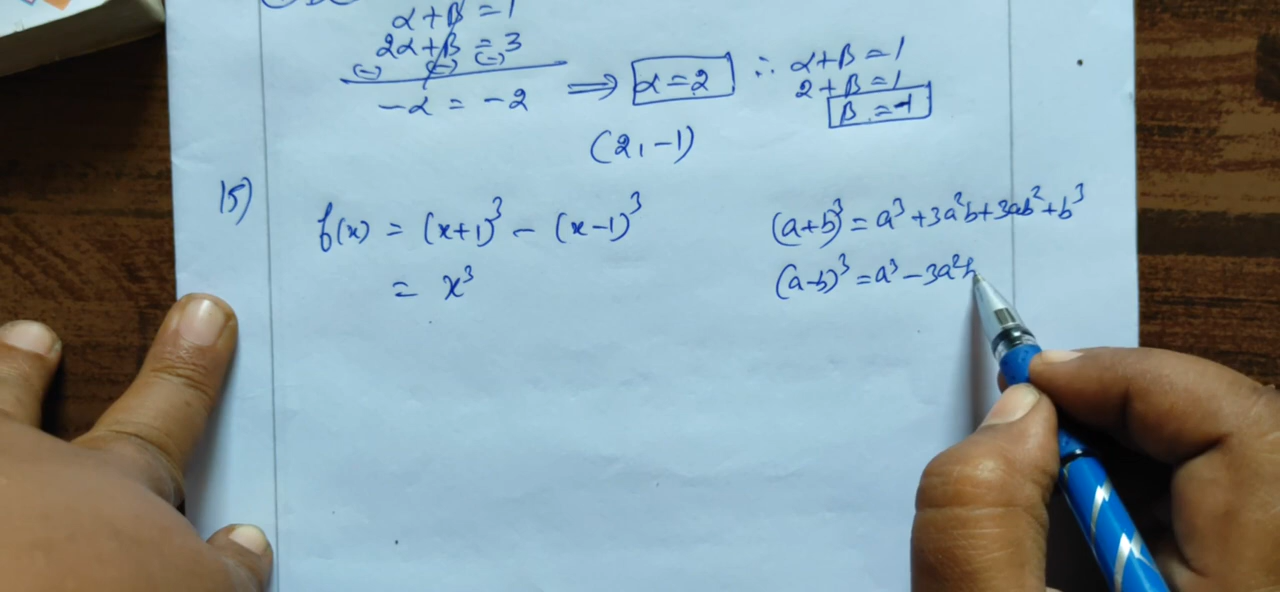 α + β = 1
2α + β = 3
(-) (-) (-)
-α = -2 ⟹ α = 2 ∴ α + β = 1
2 + β = 1
β = -1
(2, -1)
15)
f(x) = (x+1)³ - (x-1)³
= x³
(a+b)³ = a³ + 3a²b + 3ab² + b³
(a-b)³ = a³ - 3a²b